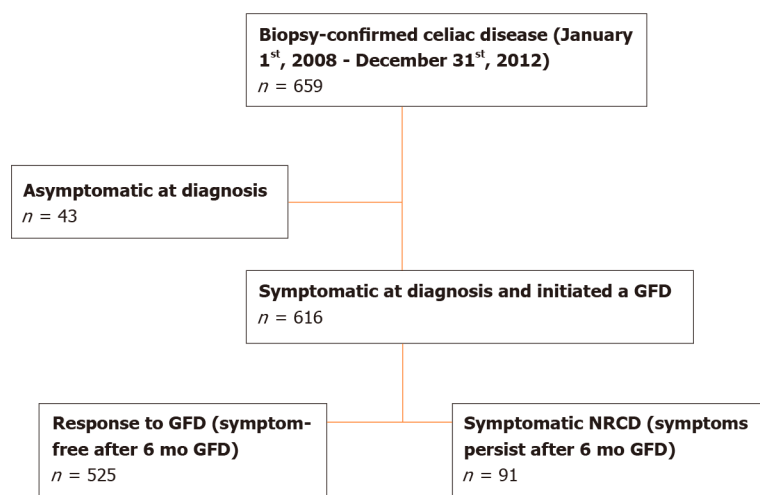 Biopsy-confirmed celiac disease (January
1st, 2008 - December 31st, 2012)
n = 659
Asymptomatic at diagnosis
n = 43
Symptomatic at diagnosis and initiated a GFD
n = 616
Response to GFD (symptom-
free after 6 mo GFD)
n = 525
Symptomatic NRCD (symptoms
persist after 6 mo GFD)
n = 91